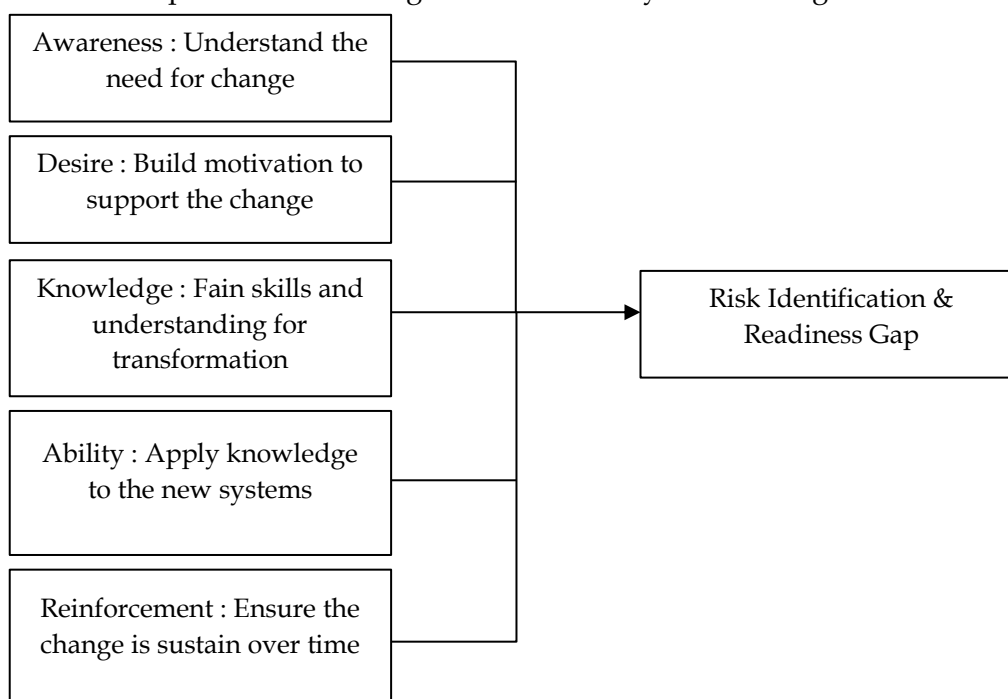 Awareness : Understand the
need for change
Desire : Build motivation to
support the change
Knowledge : Fain skills and
understanding for
transformation
Ability : Apply knowledge
to the new systems
Reinforcement : Ensure the
change is sustain over time
Risk Identification &
Readiness Gap